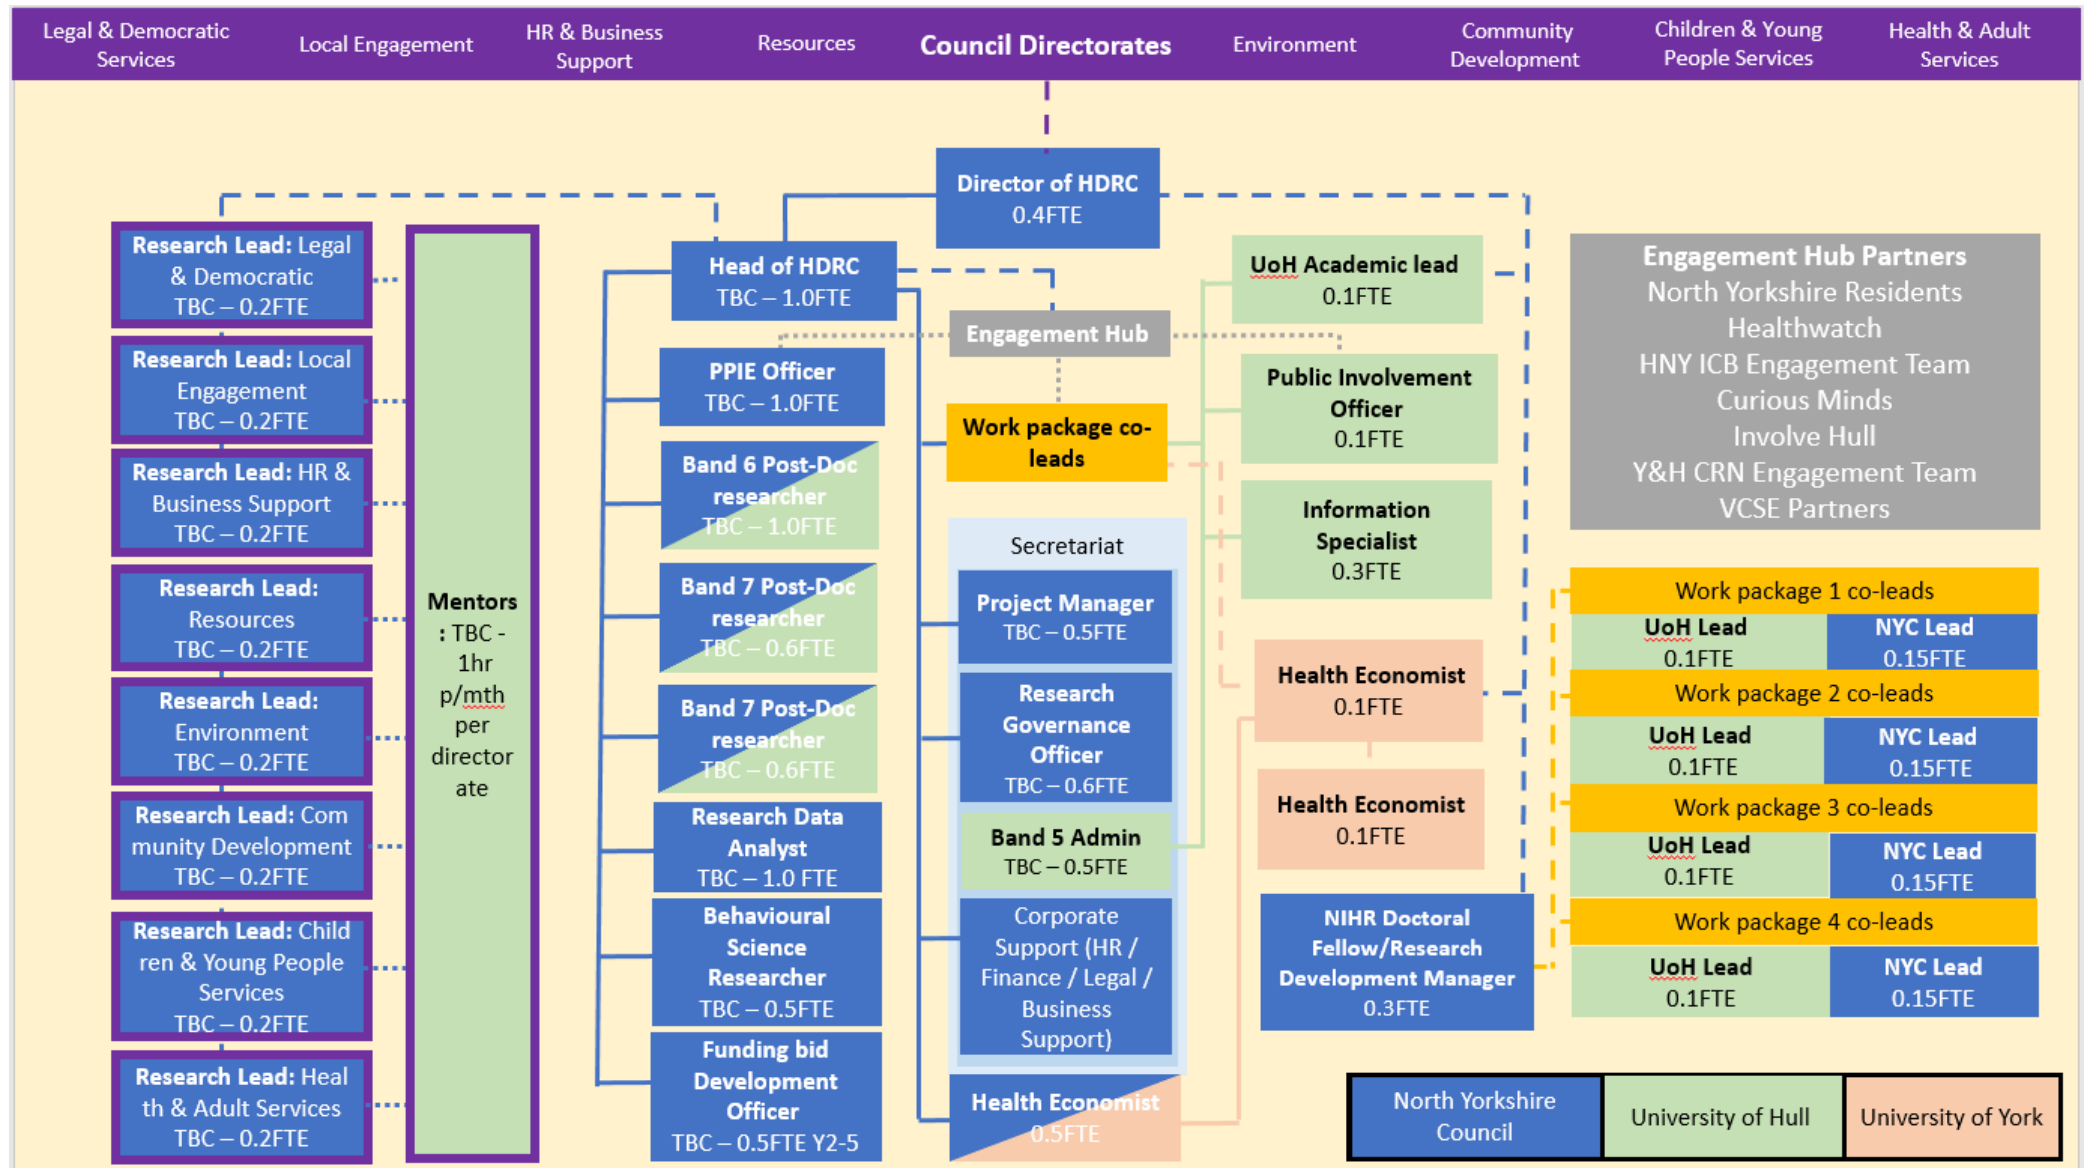 Legal & Democratic
Services
Local Engagement
HR & Business
Support
Resources
Council Directorates
Environment
Community
Development
Children & Young
People Services
Health & Adult
Services
Director of HDRC
0.4FTE
Research Lead: Legal
& Democratic
TBC – 0.2FTE
Research Lead: Local
Engagement
TBC – 0.2FTE
Research Lead: HR &
Business Support
TBC – 0.2FTE
Research Lead:
Resources
TBC – 0.2FTE
Research Lead:
Environment
TBC – 0.2FTE
Research Lead: Com
munity Development
TBC – 0.2FTE
Research Lead: Child
ren & Young People
Services
TBC – 0.2FTE
Research Lead: Heal
th & Adult Services
TBC – 0.2FTE
Mentors
: TBC -
1hr
p/mth
per
director
ate
Head of HDRC
TBC – 1.0FTE
PPIE Officer
TBC – 1.0FTE
Band 6 Post-Doc
researcher
TBC – 1.0FTE
Band 7 Post-Doc
researcher
TBC – 0.6FTE
Band 7 Post-Doc
researcher
TBC – 0.6FTE
Research Data
Analyst
TBC – 1.0 FTE
Behavioural
Science
Researcher
TBC – 0.5FTE
Funding bid
Development
Officer
TBC – 0.5FTE Y2-5
Engagement Hub
Work package co-
leads
Secretariat
Project Manager
TBC – 0.5FTE
Research
Governance
Officer
TBC – 0.6FTE
Band 5 Admin
TBC – 0.5FTE
Corporate
Support (HR /
Finance / Legal /
Business
Support)
Health Economist
0.5FTE
UoH Academic lead
0.1FTE
Public Involvement
Officer
0.1FTE
Information
Specialist
0.3FTE
Health Economist
0.1FTE
Health Economist
0.1FTE
NIHR Doctoral
Fellow/Research
Development Manager
0.3FTE
Engagement Hub Partners
North Yorkshire Residents
Healthwatch
HNY ICB Engagement Team
Curious Minds
Involve Hull
Y&H CRN Engagement Team
VCSE Partners
Work package 1 co-leads
UoH Lead
0.1FTE
NYC Lead
0.15FTE
Work package 2 co-leads
UoH Lead
0.1FTE
NYC Lead
0.15FTE
Work package 3 co-leads
UoH Lead
0.1FTE
NYC Lead
0.15FTE
Work package 4 co-leads
UoH Lead
0.1FTE
NYC Lead
0.15FTE
North Yorkshire
Council
University of Hull
University of York